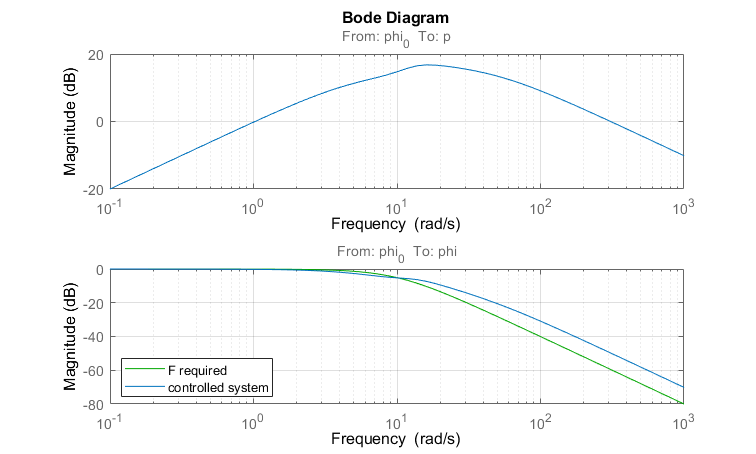 Bode Diagram
From: phi0 To: p
Magnitude (dB)
20
0
-20
10-1
100
101
102
103
Frequency (rad/s)
From: phi0 To: phi
Magnitude (dB)
0
-20
-40
-60
-80
F required
controlled system
10-1
100
101
102
103
Frequency (rad/s)